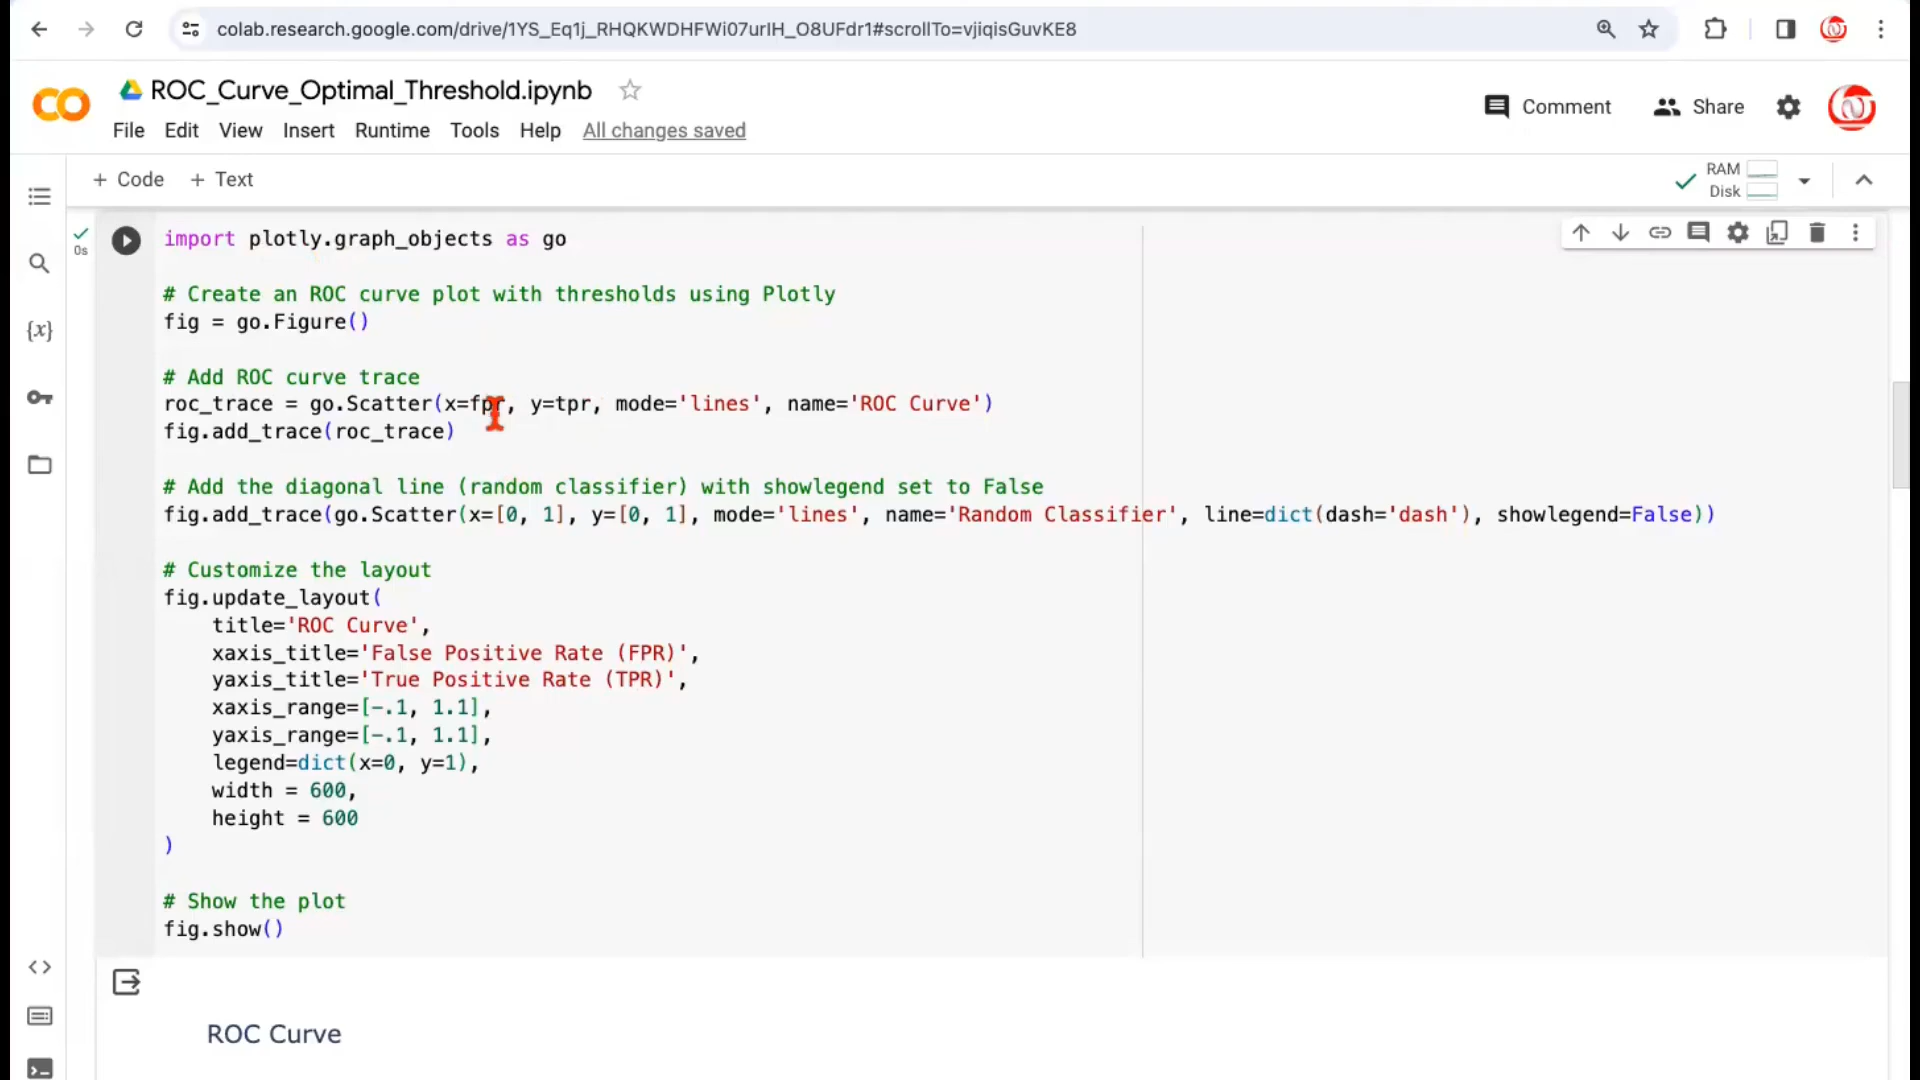 colab.research.google.com/drive/1YS_Eq1j_RHQKWDHFWi07urIH_O8UFdr1#scrollTo=vjiqisGuvKE8
CO
ROC_Curve_Optimal_Threshold.ipynb
Comment
Share
File Edit View Insert Runtime Tools Help All changes saved
+ Code + Text
RAM
Disk
0s
{x}
import plotly.graph_objects as go
# Create an ROC curve plot with thresholds using Plotly
fig = go.Figure()
# Add ROC curve trace
roc_trace = go.Scatter(x=fpr, y=tpr, mode='lines', name='ROC Curve')
fig.add_trace(roc_trace)
# Add the diagonal line (random classifier) with showlegend set to False
fig.add_trace(go.Scatter(x=[0, 1], y=[0, 1], mode='lines', name='Random Classifier', line=dict(dash='dash'), showlegend=False))
# Customize the layout
fig.update_layout(
    title='ROC Curve',
    xaxis_title='False Positive Rate (FPR)',
    yaxis_title='True Positive Rate (TPR)',
    xaxis_range=[-.1, 1.1],
    yaxis_range=[-.1, 1.1],
    legend=dict(x=0, y=1),
    width = 600,
    height = 600
)
# Show the plot
fig.show()
ROC Curve